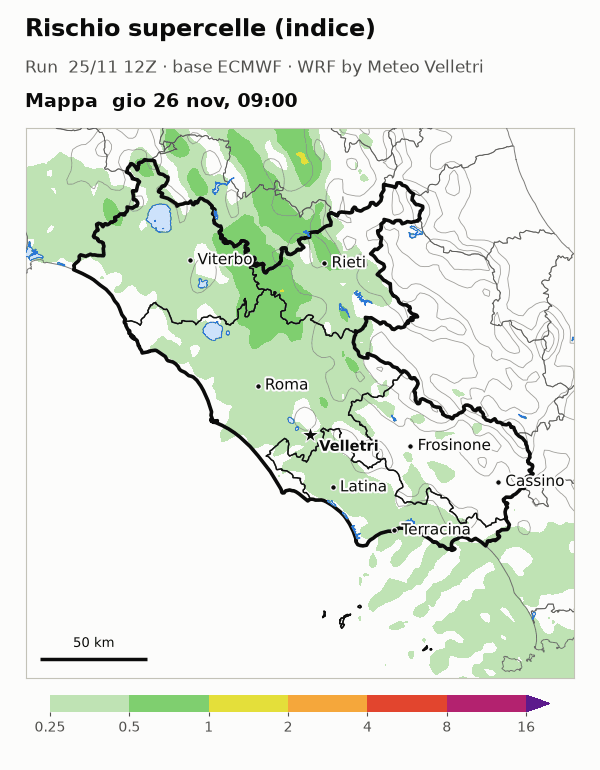 Rischio supercelle (indice)
Run 25/11 12Z · base ECMWF · WRF by Meteo Velletri
Mappa gio 26 nov, 09:00
Viterbo
Rieti
Roma
Velletri
Frosinone
Latina
Cassino
Terracina
50 km
0.25 0.5 1 2 4 8 16